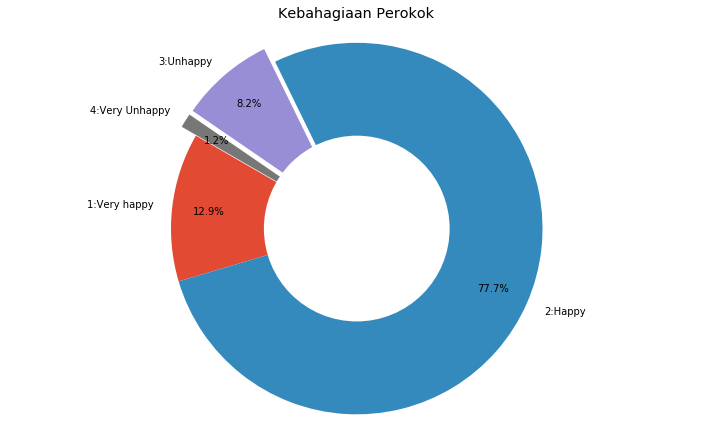 Kebahagiaan Perokok
3:Unhappy
8.2%
4:Very Unhappy
1.2%
1:Very happy
12.9%
77.7%
2:Happy